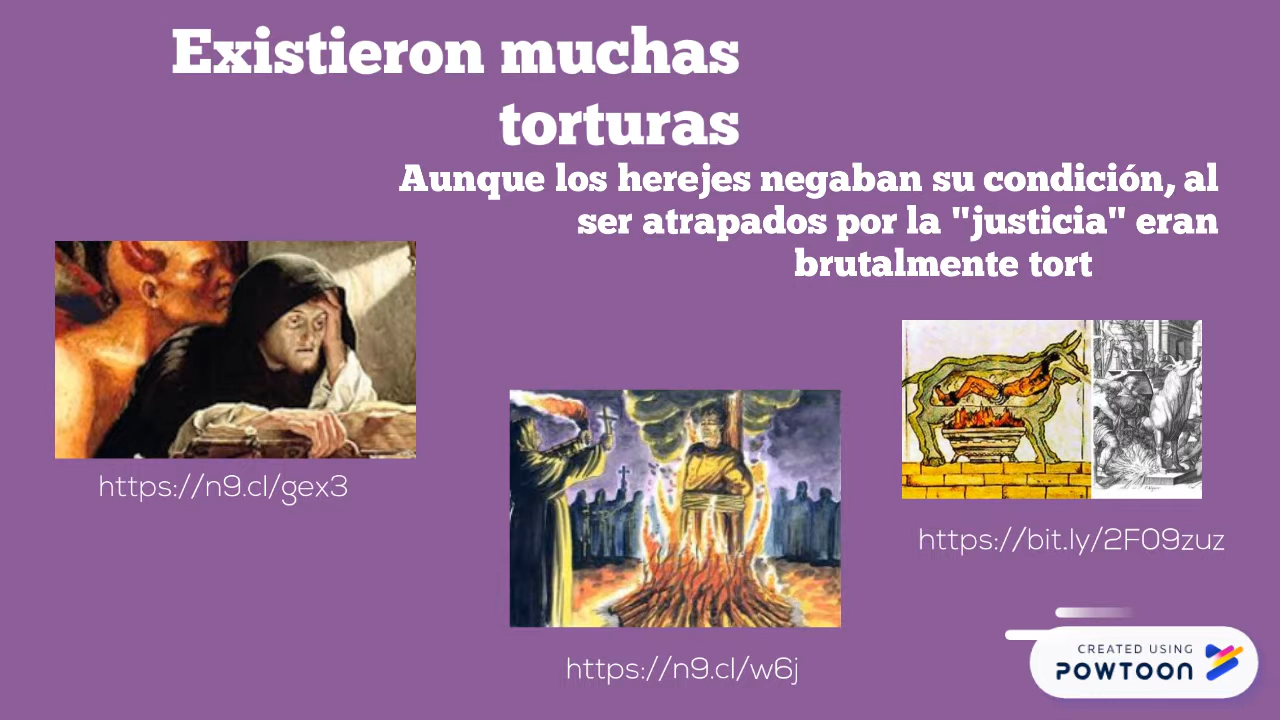 Existieron muchas
torturas
Aunque los herejes negaban su condición, al
ser atrapados por la "justicia" eran
brutalmente tort
https://n9.cl/gex3
https://bit.ly/2F09zuz
https://n9.cl/w6j
CREATED USING
POWTOON